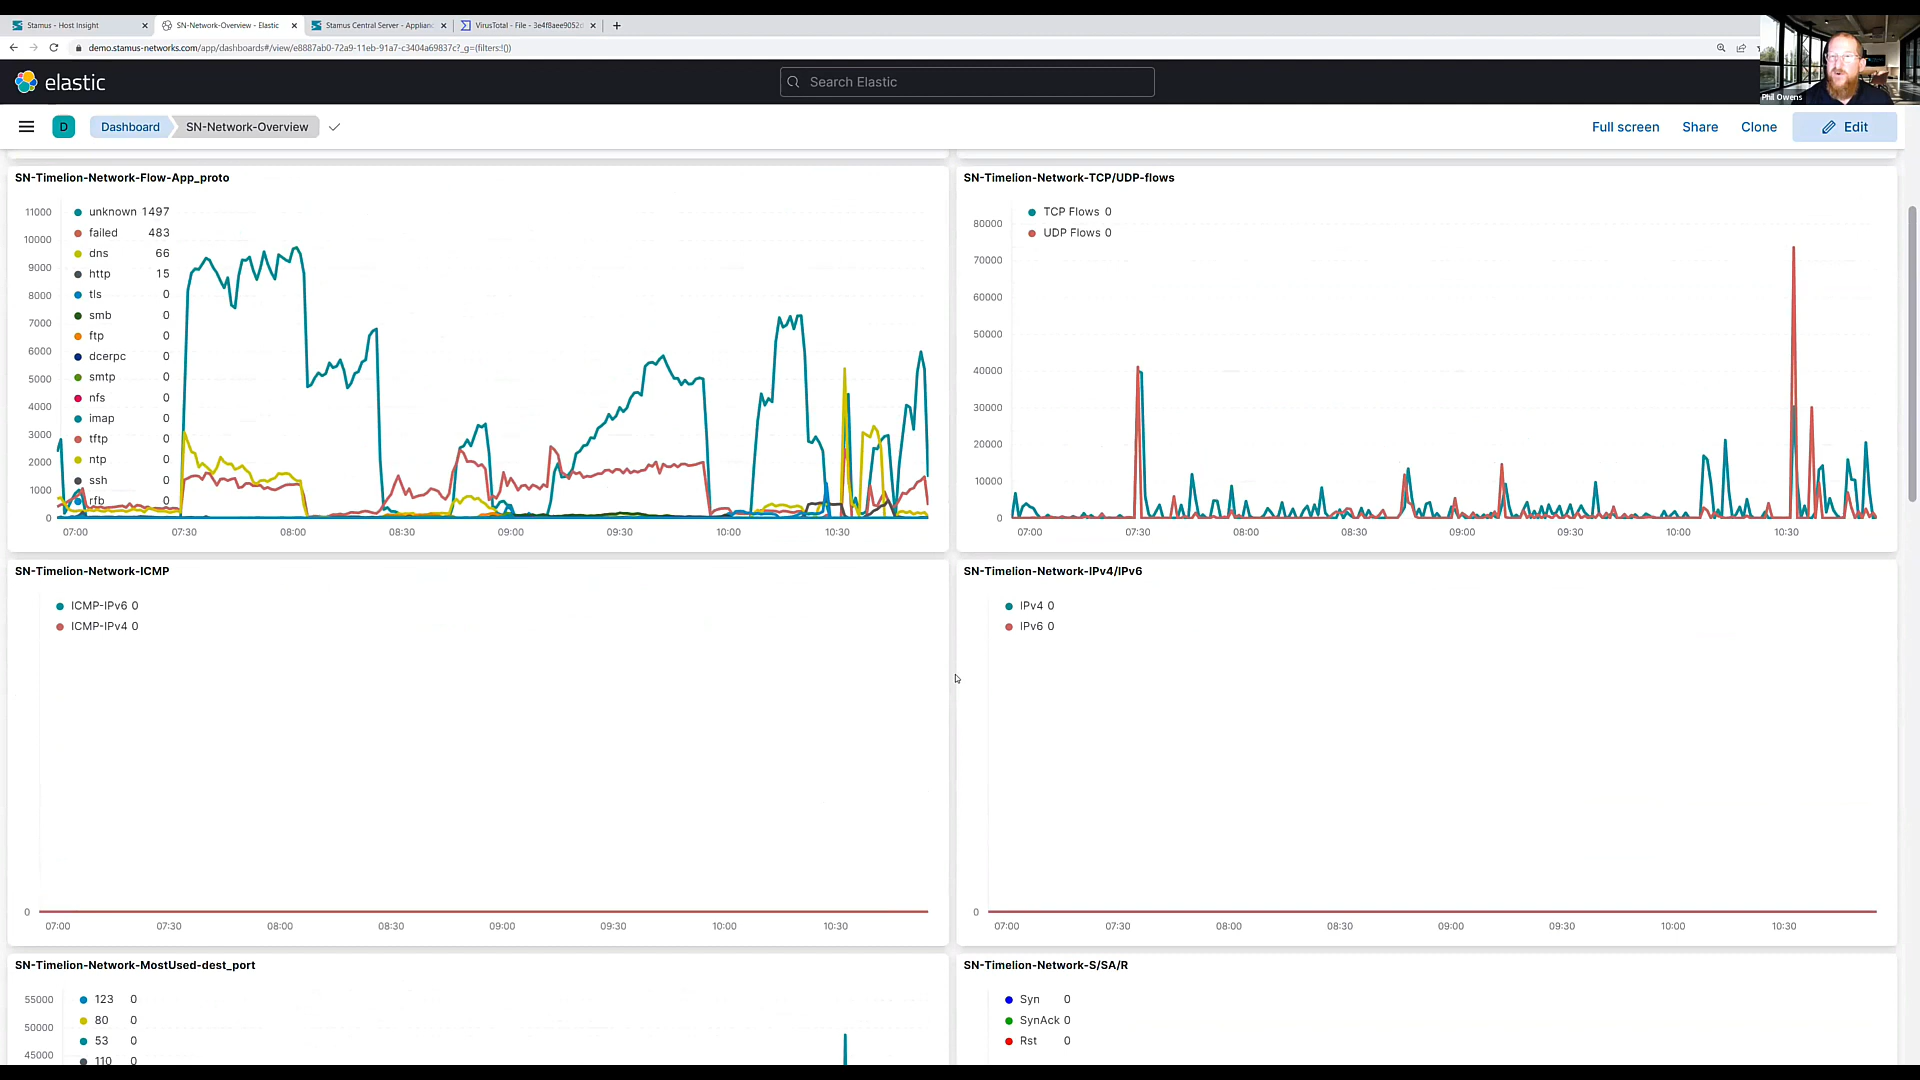 Stamus - Host Insight
SN-Network-Overview - Elastic
Stamus Central Server - Applianc
VirusTotal - File - 3e4f8aee9052
demo.stamus-networks.com/app/dashboards#/view/e8887ab0-72a9-11eb-91a7-c3404a69837c?_g=(filters:!())
Phil Owens
elastic
Search Elastic
D
Dashboard
SN-Network-Overview
Full screen
Share
Clone
Edit
SN-Timelion-Network-Flow-App_proto
11000
10000
9000
8000
7000
6000
5000
4000
3000
2000
1000
0
unknown 1497
failed 483
dns 66
http 15
tls 0
smb 0
ftp 0
dcerpc 0
smtp 0
nfs 0
imap 0
tftp 0
ntp 0
ssh 0
rfb 0
07:00 07:30 08:00 08:30 09:00 09:30 10:00 10:30
SN-Timelion-Network-TCP/UDP-flows
80000
70000
60000
50000
40000
30000
20000
10000
0
TCP Flows 0
UDP Flows 0
07:00 07:30 08:00 08:30 09:00 09:30 10:00 10:30
SN-Timelion-Network-ICMP
ICMP-IPv6 0
ICMP-IPv4 0
0
07:00 07:30 08:00 08:30 09:00 09:30 10:00 10:30
SN-Timelion-Network-IPv4/IPv6
IPv4 0
IPv6 0
0
07:00 07:30 08:00 08:30 09:00 09:30 10:00 10:30
SN-Timelion-Network-MostUsed-dest_port
55000
50000
45000
123 0
80 0
53 0
110 0
SN-Timelion-Network-S/SA/R
Syn 0
SynAck 0
Rst 0